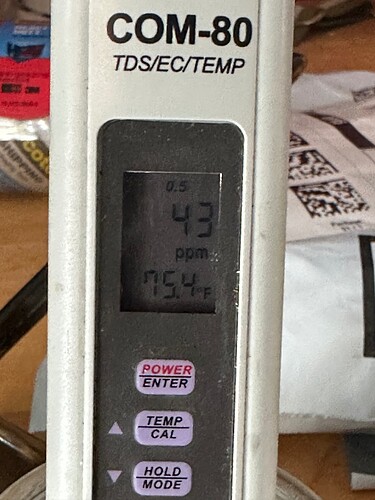 COM-80
TDS/EC/TEMP
0.5
43
ppm
75.4°F
POWER
ENTER
TEMP
CAL
HOLD
MODE